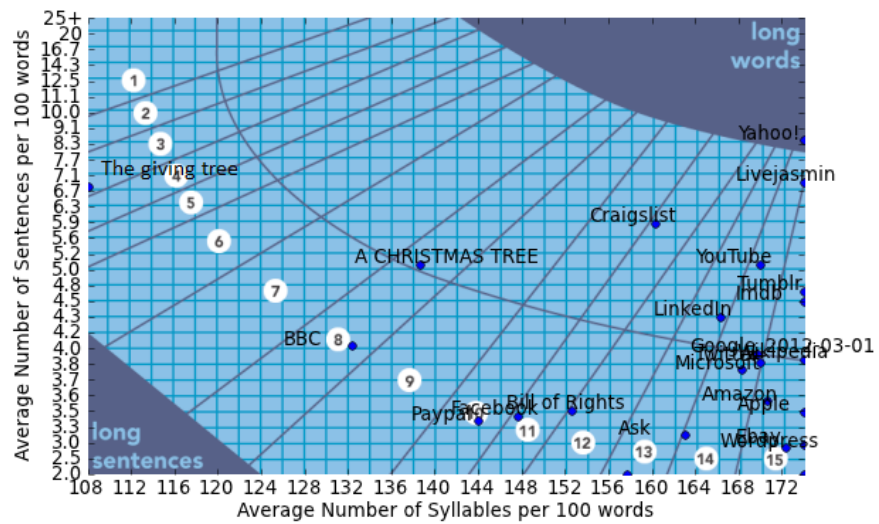 25+
20
16.7
14.3
12.5
11.1
10.0
9.1
8.3
7.7
7.1
6.7
6.3
5.9
5.6
5.2
5.0
4.8
4.5
4.3
4.2
4.0
3.8
3.7
3.6
3.5
3.3
3.0
2.5
2.0
Average Number of Sentences per 100 words
long
words
1
2
3
Yahoo!
The giving tree
4
Livejasmin
5
Craigslist
6
A CHRISTMAS TREE
YouTube
7
Tumblr
Imdb
LinkedIn
BBC
8
Google 2012-03-01
Twitter
Wikipedia
Microsoft
9
Amazon
Apple
Paypal
Facebook
Bill of Rights
11
12
Ask
13
14
Ebay
Wordpress
15
long
sentences
108 112 116 120 124 128 132 136 140 144 148 152 156 160 164 168 172
Average Number of Syllables per 100 words